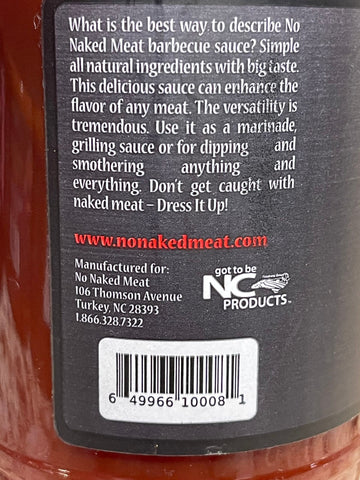 What is the best way to describe No
Naked Meat barbecue sauce? Simple
all natural ingredients with big taste.
This delicious sauce can enhance the
flavor of any meat. The versatility is
tremendous. Use it as a marinade,
grilling sauce or for dipping and
smothering anything and
everything. Don't get caught with
naked meat – Dress It Up!
www.nonakedmeat.com
Manufactured for:
No Naked Meat
106 Thomson Avenue
Turkey, NC 28393
1.866.328.7322
got to be
NC
PRODUCTS™
6 49966 10008 1